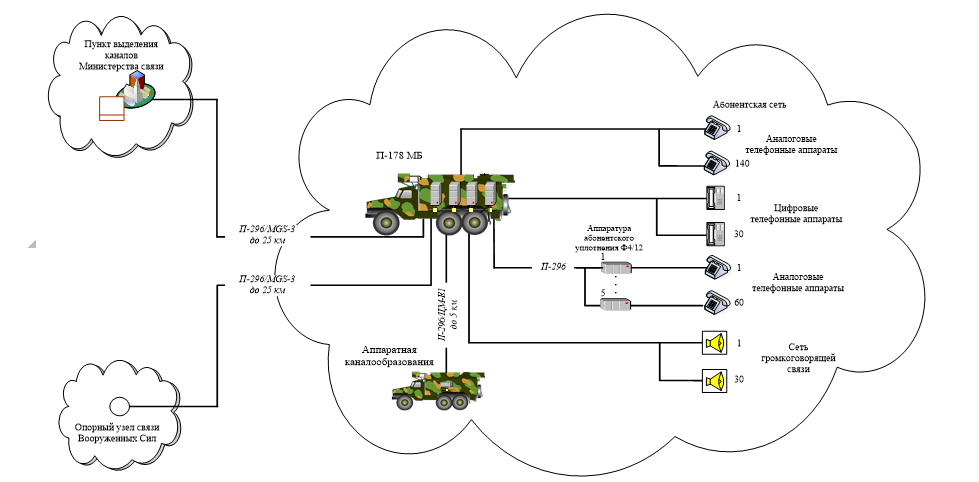 Пункт выделения
каналов
Министерства связи
П-178 МБ
Абонентская сеть
1
Аналоговые
телефонные аппараты
140
1
Цифровые
телефонные аппараты
30
П-296/MGS-3
до 25 км
П-296/MGS-3
до 25 км
Аппаратура
абонентского
уплотнения Ф4/12
П-296
1
5
1
Аналоговые
телефонные аппараты
60
П-296/ЦМ-Е1
до 5 км
Аппаратная
каналообразования
1
Сеть
громкоговорящей
связи
30
Опорный узел связи
Вооруженных Сил